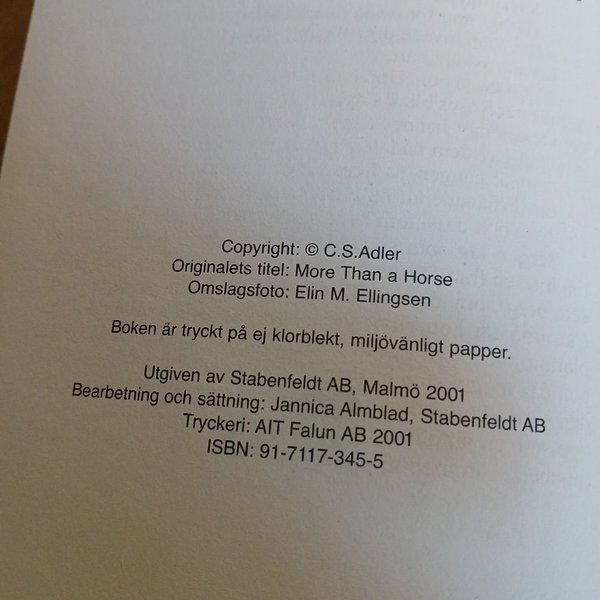 Copyright: © C.S.Adler
Originalets titel: More Than a Horse
Omslagsfoto: Elin M. Ellingsen
Boken är tryckt på ej klorblekt, miljövänligt papper.
Utgiven av Stabenfeldt AB, Malmö 2001
Bearbetning och sättning: Jannica Almblad, Stabenfeldt AB
Tryckeri: AIT Falun AB 2001
ISBN: 91-7117-345-5